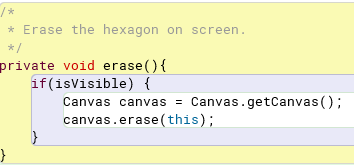 /*
 * Erase the hexagon on screen.
 */
private void erase(){
    if(isVisible) {
        Canvas canvas = Canvas.getCanvas();
        canvas.erase(this);
    }
}